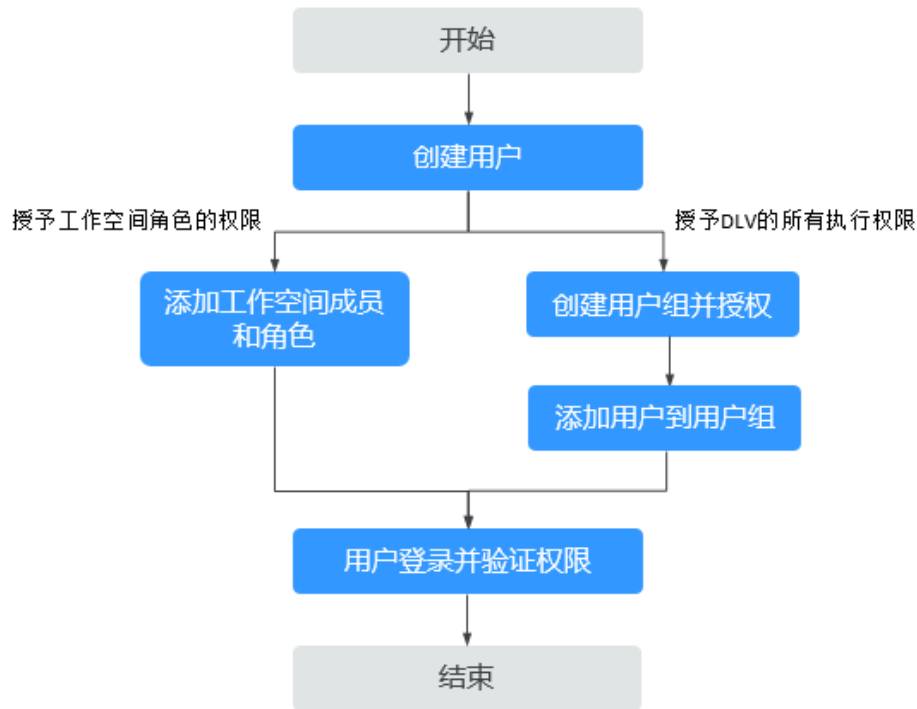 开始
创建用户
授予工作空间角色的权限
授予DLV的所有执行权限
添加工作空间成员
和角色
创建用户组并授权
添加用户到用户组
用户登录并验证权限
结束